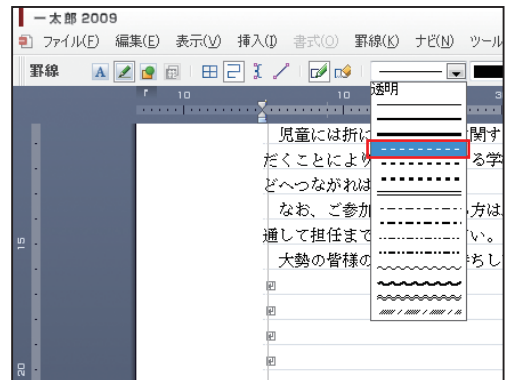 一太郎 2009
ファイル(F) 編集(E) 表示(V) 挿入(I) 書式(O) 罫線(K) ナビ(N) ツール
罫線
透明
10 10 3
児童には折に 関す
だくことにより る学
どへつながれは
なお、ご参加 方は
通して担任まで い。
大勢の皆様の ちし
15
20